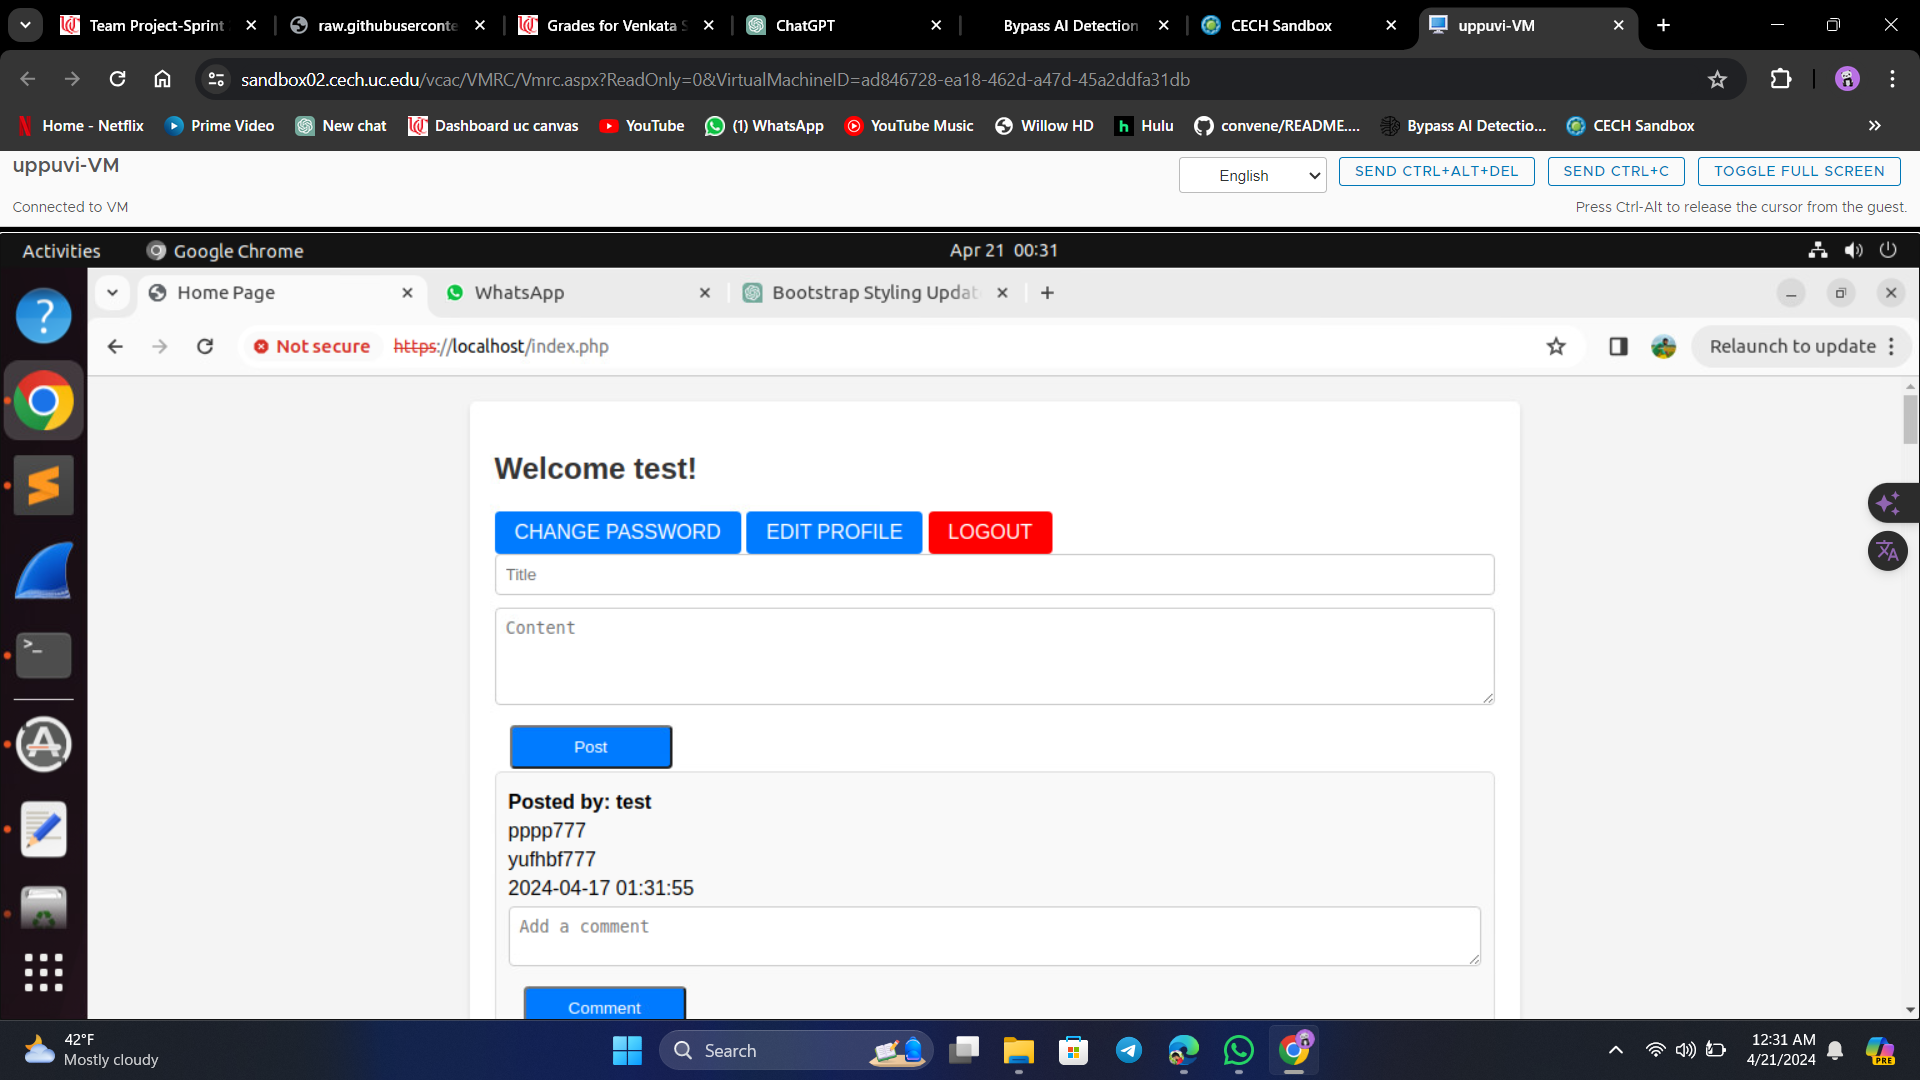 Team Project-Sprint
raw.githubuserconte
Grades for Venkata S
ChatGPT
Bypass AI Detection
CECH Sandbox
uppuvi-VM
sandbox02.cech.uc.edu/vcac/VMRC/Vmrc.aspx?ReadOnly=0&VirtualMachineID=ad846728-ea18-462d-a47d-45a2ddfa31db
Home - Netflix
Prime Video
New chat
Dashboard uc canvas
YouTube
(1) WhatsApp
YouTube Music
Willow HD
Hulu
convene/README....
Bypass AI Detectio...
CECH Sandbox
uppuvi-VM
English
SEND CTRL+ALT+DEL
SEND CTRL+C
TOGGLE FULL SCREEN
Connected to VM
Press Ctrl-Alt to release the cursor from the guest.
Activities
Google Chrome
Apr 21 00:31
Home Page
WhatsApp
Bootstrap Styling Updat
Not secure
https://localhost/index.php
Relaunch to update
Welcome test!
CHANGE PASSWORD
EDIT PROFILE
LOGOUT
Title
Content
Post
Posted by: test
pppp777
yufhbf777
2024-04-17 01:31:55
Add a comment
Comment
42°F
Mostly cloudy
Search
12:31 AM
4/21/2024
PRE